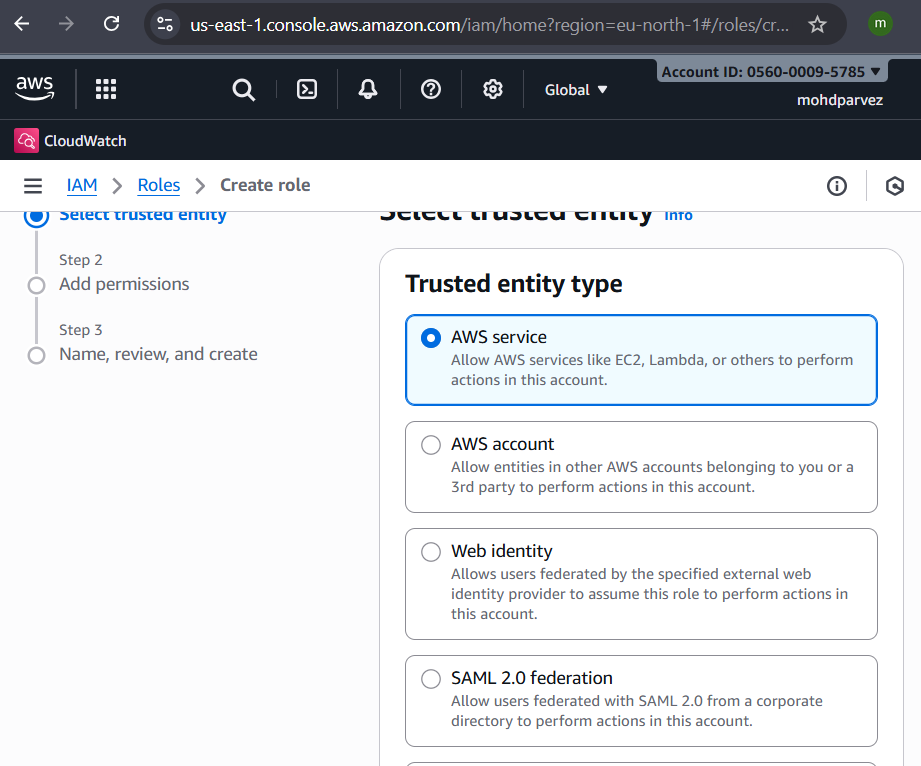 us-east-1.console.aws.amazon.com/iam/home?region=eu-north-1#/roles/cr...
m
aws
Global
Account ID: 0560-0009-5785
mohdparvez
CloudWatch
IAM
Roles
Create role
Select trusted entity
Step 2
Add permissions
Step 3
Name, review, and create
Select trusted entity Info
Trusted entity type
AWS service
Allow AWS services like EC2, Lambda, or others to perform
actions in this account.
AWS account
Allow entities in other AWS accounts belonging to you or a
3rd party to perform actions in this account.
Web identity
Allows users federated by the specified external web
identity provider to assume this role to perform actions in
this account.
SAML 2.0 federation
Allow users federated with SAML 2.0 from a corporate
directory to perform actions in this account.